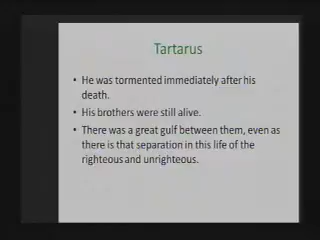 Tartarus
• He was tormented immediately after his
death.
• His brothers were still alive.
• There was a great gulf between them, even as
there is that separation in this life of the
righteous and unrighteous.